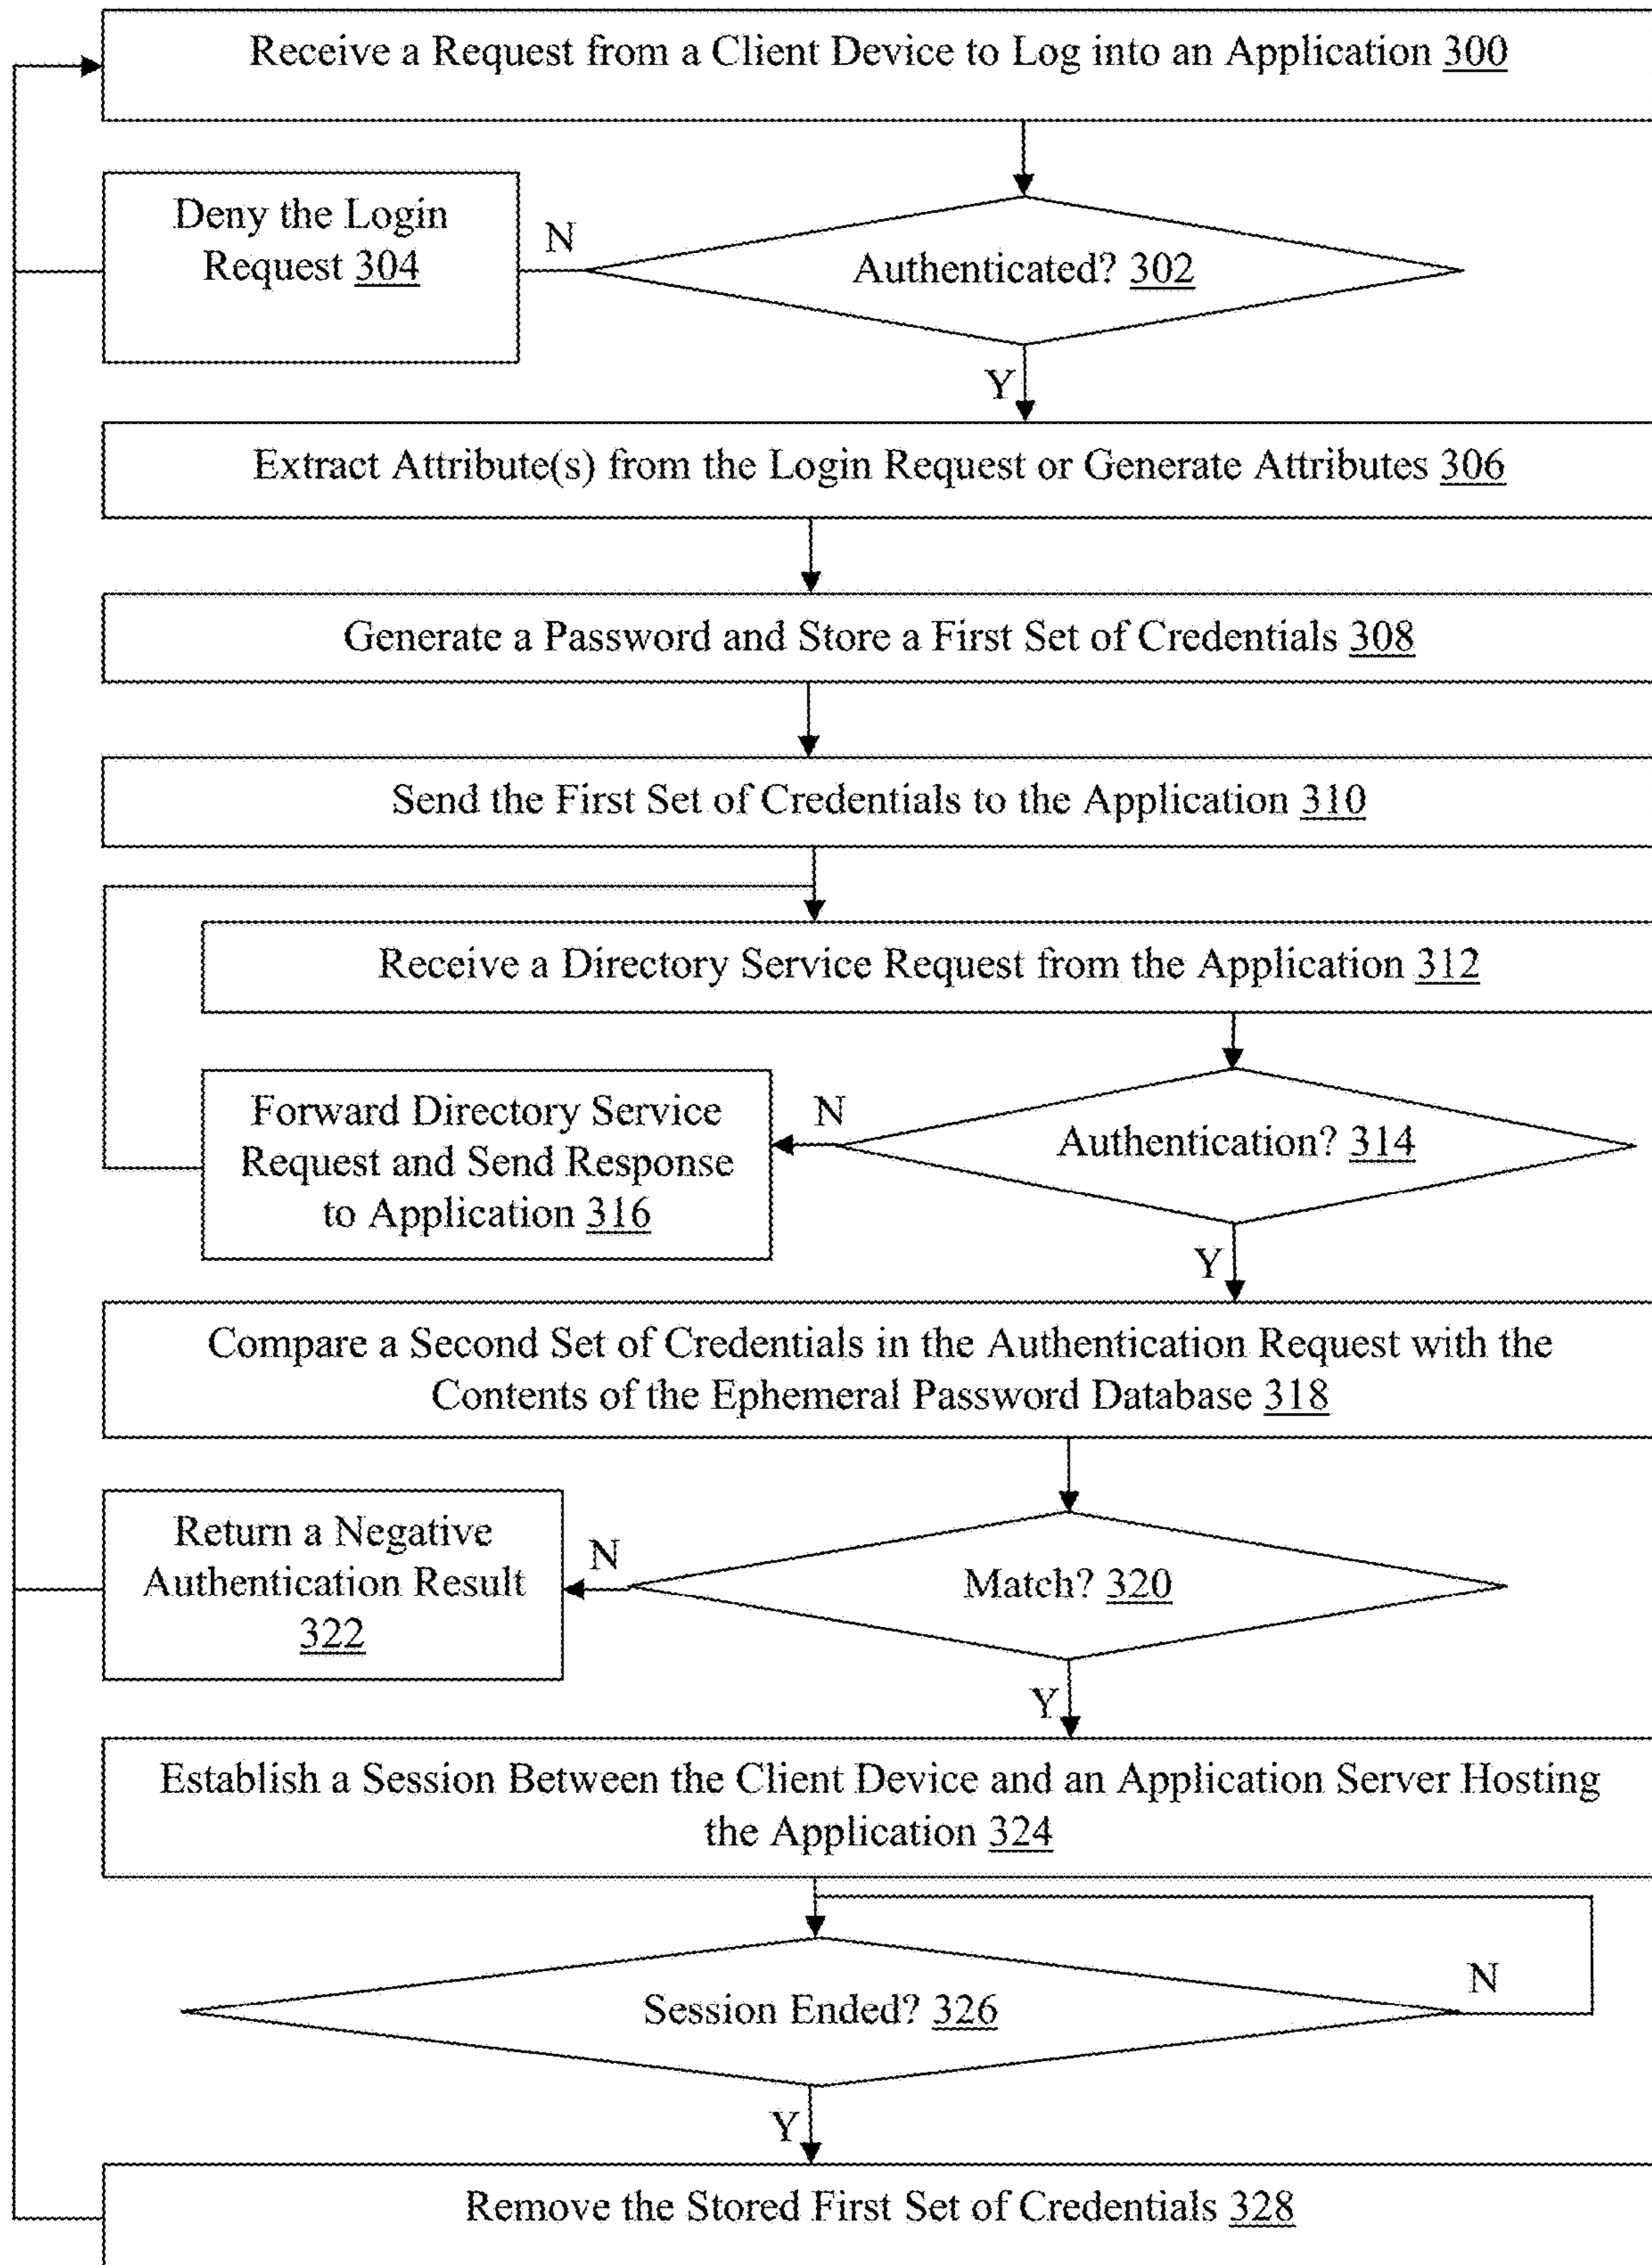 Receive a Request from a Client Device to Log into an Application 300
Deny the Login
Request 304
N
Authenticated? 302
Y
Extract Attribute(s) from the Login Request or Generate Attributes 306
Generate a Password and Store a First Set of Credentials 308
Send the First Set of Credentials to the Application 310
Receive a Directory Service Request from the Application 312
Forward Directory Service
Request and Send Response
to Application 316
N
Authentication? 314
Y
Compare a Second Set of Credentials in the Authentication Request with the
Contents of the Ephemeral Password Database 318
Return a Negative
Authentication Result
322
N
Match? 320
Y
Establish a Session Between the Client Device and an Application Server Hosting
the Application 324
Session Ended? 326
N
Y
Remove the Stored First Set of Credentials 328